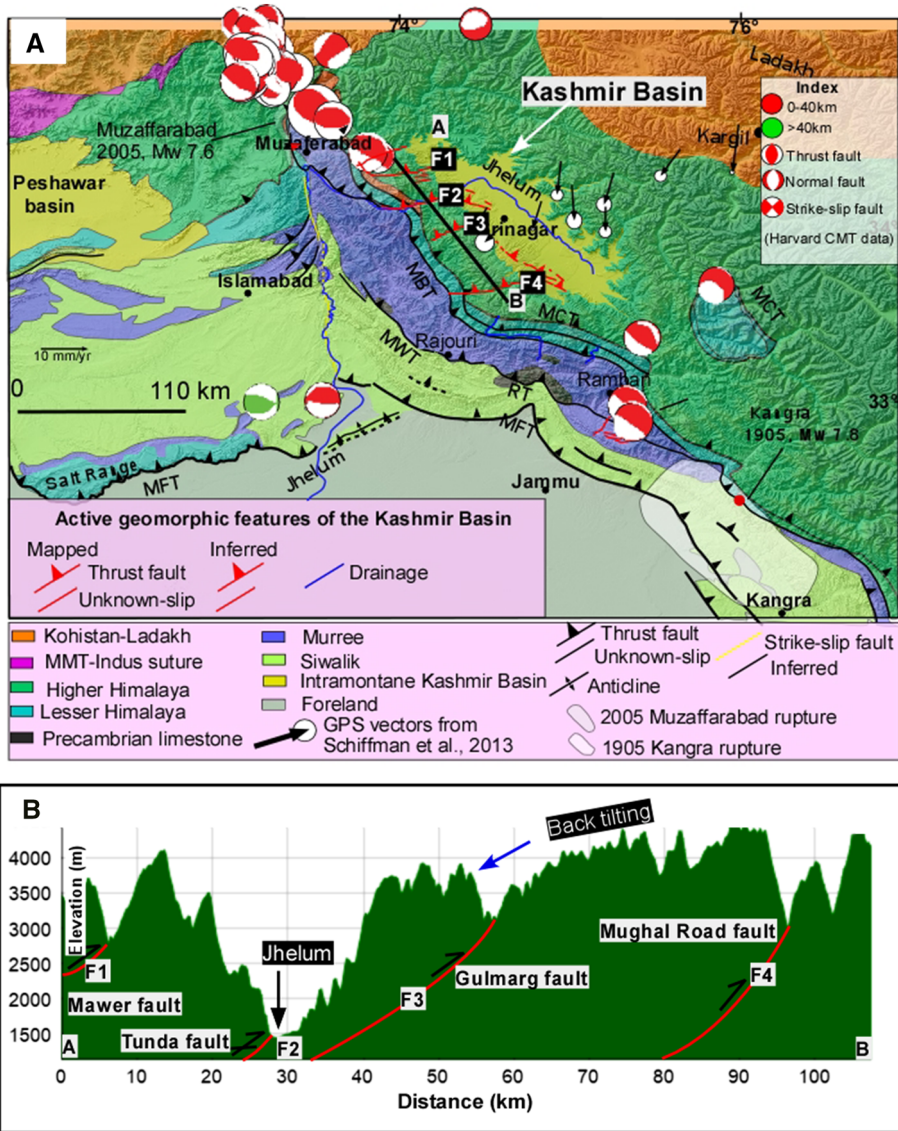 A
74°
76°
Ladakh
Kashmir Basin
Index
0-40km
>40km
Thrust fault
Normal fault
Strike-slip fault
(Harvard CMT data)
34°
Kargil
Muzaffarabad
2005, Mw 7.6
Muzaferabad
A
F1
F2
F3
F4
B
Jhelum
rinagar
Peshawar
basin
Islamabad
MBT
MCT
MCT
10 mm/yr
MWT
Rajouri
RT
Ramban
33°
0
110 km
Kangra
1905, Mw 7.8
MFT
Salt Range
MFT
Jhelum
Jammu
Kangra
Active geomorphic features of the Kashmir Basin
Mapped
Inferred
Thrust fault
Drainage
Unknown-slip
Kohistan-Ladakh
MMT-Indus suture
Higher Himalaya
Lesser Himalaya
Precambrian limestone
Murree
Siwalik
Intramontane Kashmir Basin
Foreland
GPS vectors from
Schiffman et al., 2013
Thrust fault
Unknown-slip
Strike-slip fault
Inferred
Anticline
2005 Muzaffarabad rupture
1905 Kangra rupture
B
Back tilting
Elevation (m)
4000
3500
3000
2500
2000
1500
Jhelum
Mughal Road fault
F1
Mawer fault
Tunda fault
F2
F3
Gulmarg fault
F4
A
B
0
10
20
30
40
50
60
70
80
90
100
Distance (km)